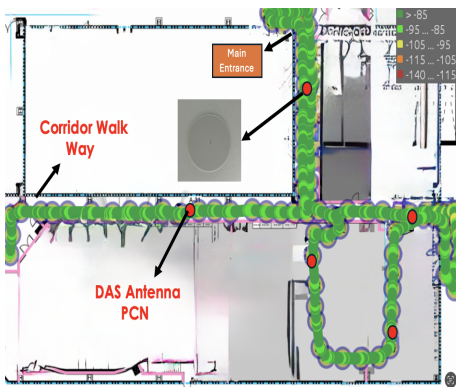 > -85
-95 ... -85
-105 ... -95
-115 ... -105
-140 ... -115
Main
Entrance
Corridor Walk
Way
DAS Antenna
PCN